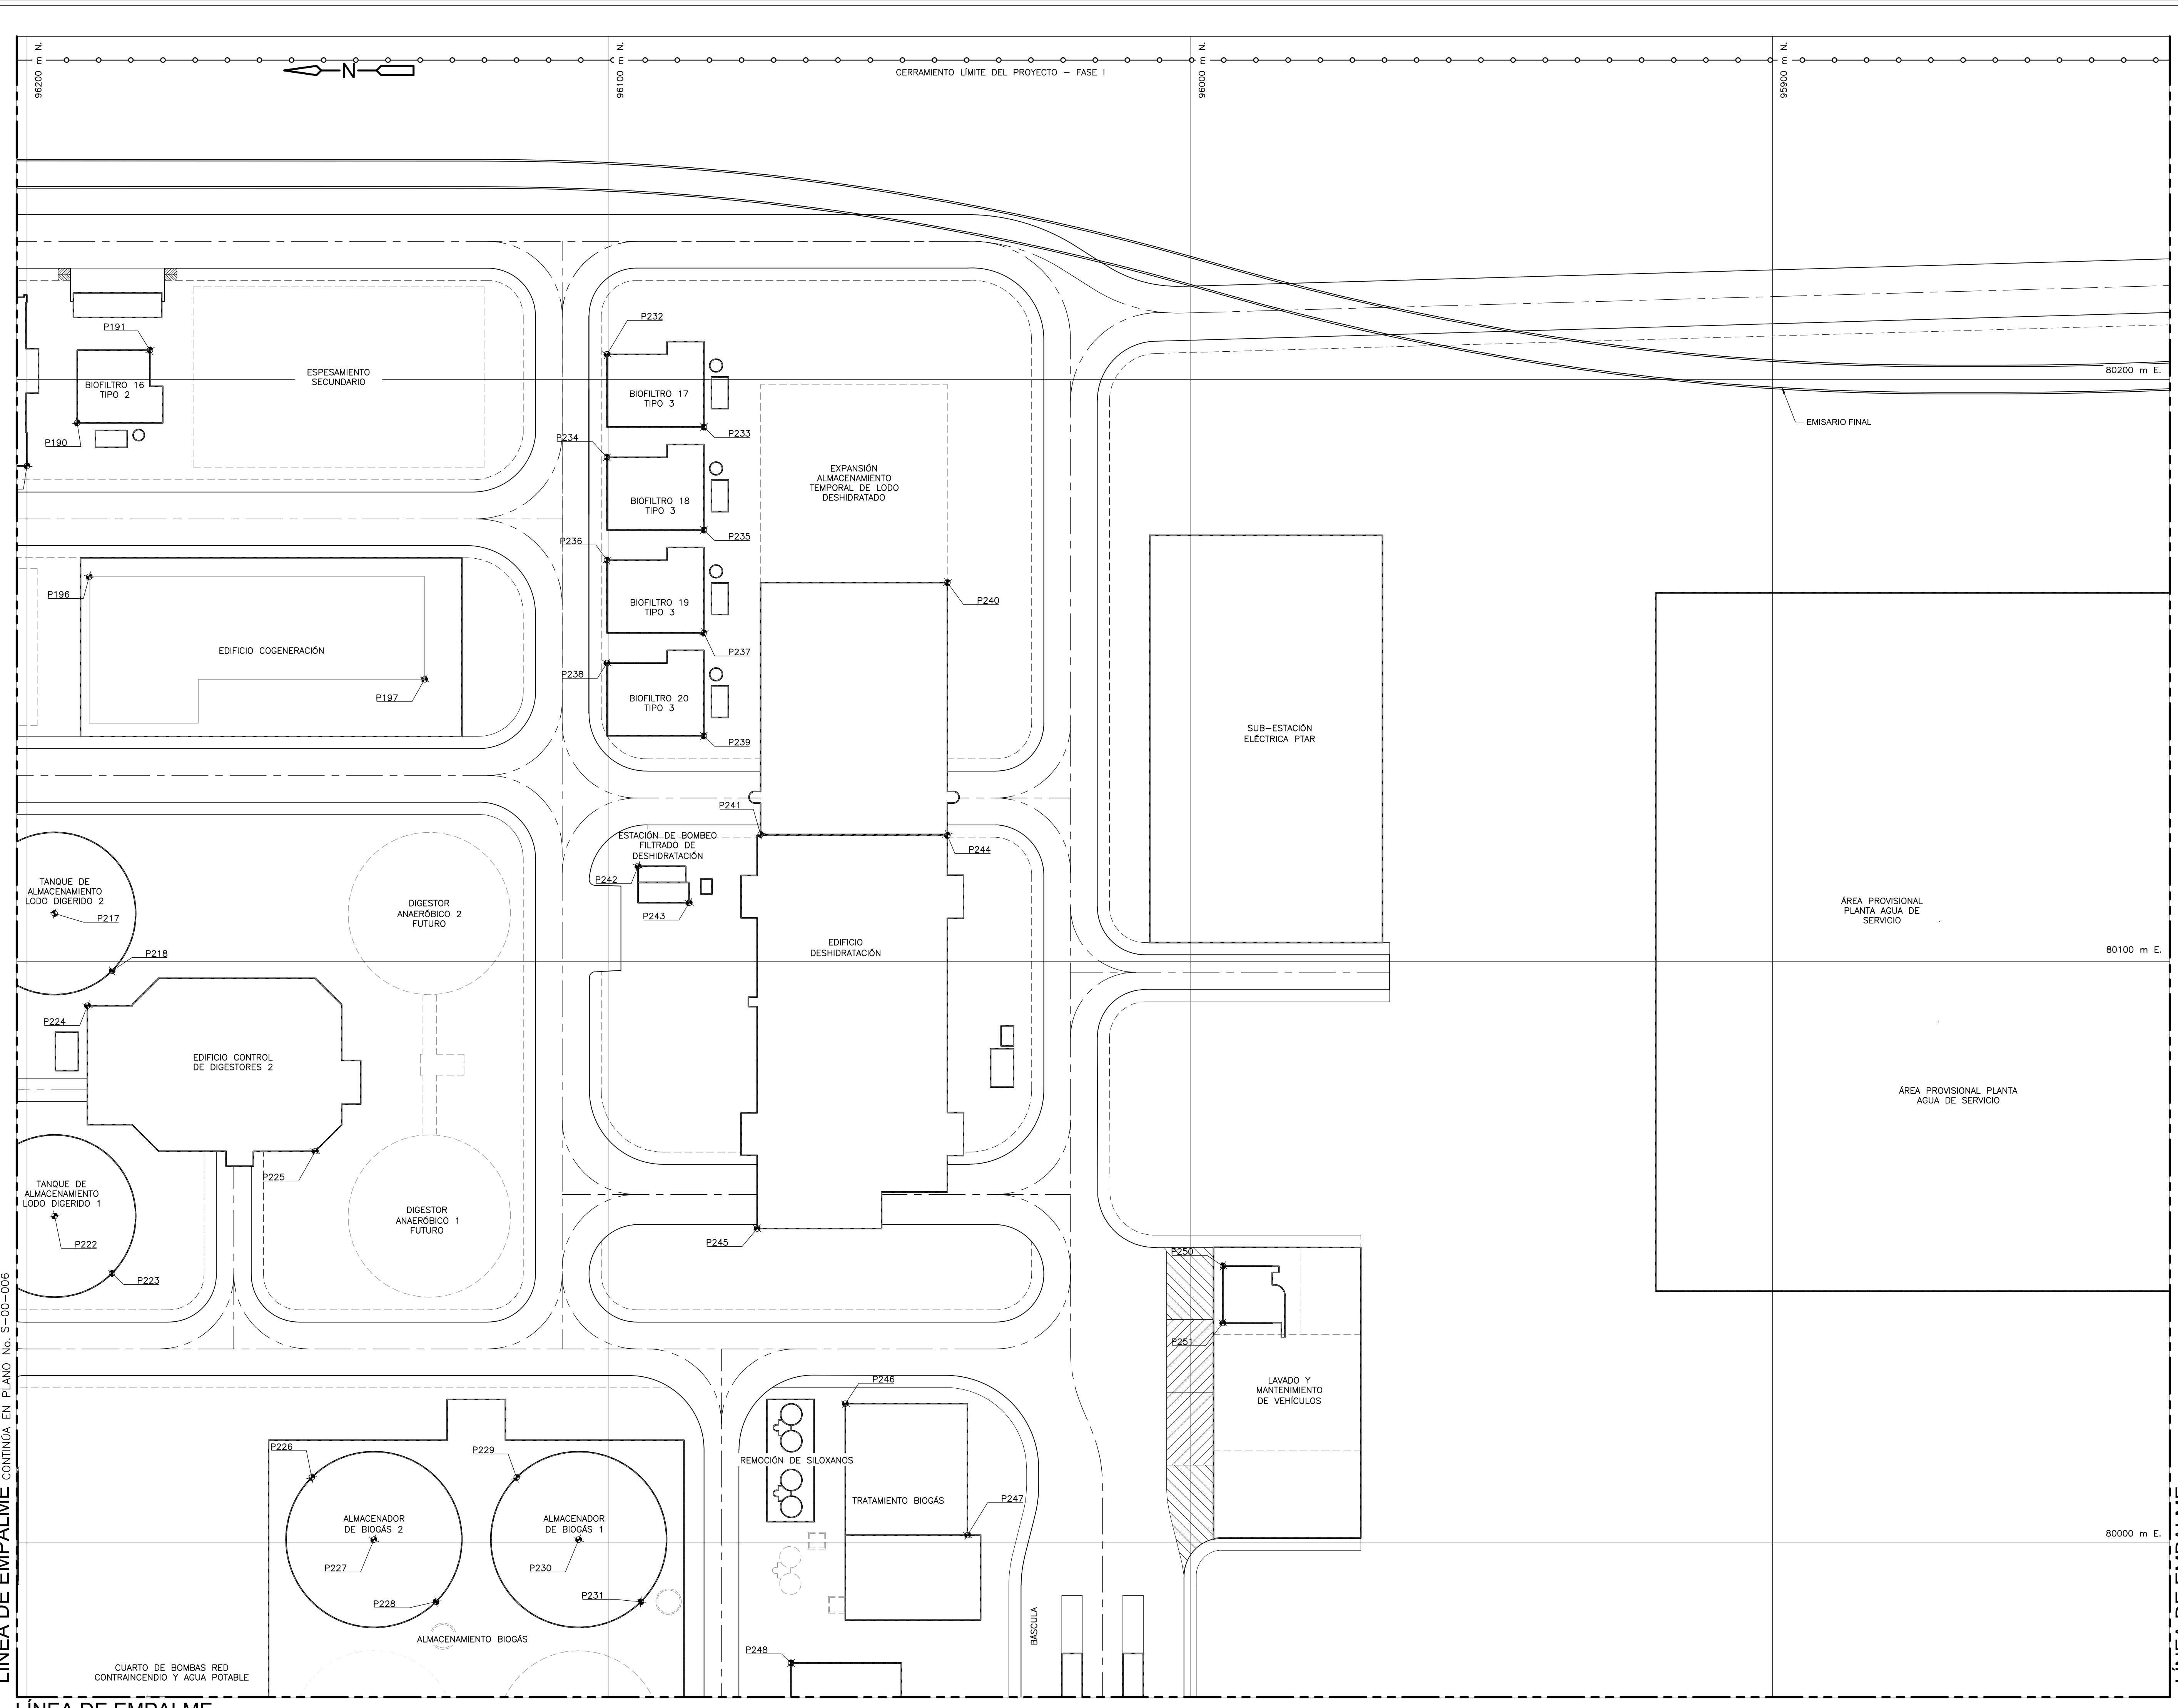 96200 N.
E
96100 N.
E
96000 N.
E
95900 N.
E
N
CERRAMIENTO LÍMITE DEL PROYECTO – FASE I
P232
P191
ESPESAMIENTO
SECUNDARIO
80200 m E.
BIOFILTRO 16
TIPO 2
BIOFILTRO 17
TIPO 3
EMISARIO FINAL
P190
P234
P233
EXPANSIÓN
ALMACENAMIENTO
TEMPORAL DE LODO
DESHIDRATADO
BIOFILTRO 18
TIPO 3
P236
P235
P196
BIOFILTRO 19
TIPO 3
P240
EDIFICIO COGENERACIÓN
P237
P238
P197
BIOFILTRO 20
TIPO 3
P239
SUB–ESTACIÓN
ELÉCTRICA PTAR
P241
ESTACIÓN DE BOMBEO
FILTRADO DE
DESHIDRATACIÓN
P244
P242
P243
TANQUE DE
ALMACENAMIENTO
LODO DIGERIDO 2
P217
DIGESTOR
ANAERÓBICO 2
FUTURO
ÁREA PROVISIONAL
PLANTA AGUA DE
SERVICIO
EDIFICIO
DESHIDRATACIÓN
80100 m E.
P218
P224
EDIFICIO CONTROL
DE DIGESTORES 2
ÁREA PROVISIONAL PLANTA
AGUA DE SERVICIO
P225
TANQUE DE
ALMACENAMIENTO
LODO DIGERIDO 1
P222
DIGESTOR
ANAERÓBICO 1
FUTURO
P245
P250
P223
P251
LAVADO Y
MANTENIMIENTO
DE VEHÍCULOS
P246
P226
P229
REMOCIÓN DE SILOXANOS
TRATAMIENTO BIOGÁS
P247
ALMACENADOR
DE BIOGÁS 2
ALMACENADOR
DE BIOGÁS 1
80000 m E.
P227
P230
P228
P231
BÁSCULA
ALMACENAMIENTO BIOGÁS
P248
CUARTO DE BOMBAS RED
CONTRAINCENDIO Y AGUA POTABLE
LÍNEA DE EMPALME CONTINÚA EN PLANO No. S–00–006
LÍNEA DE EMPALME
LÍNEA DE EMPALME